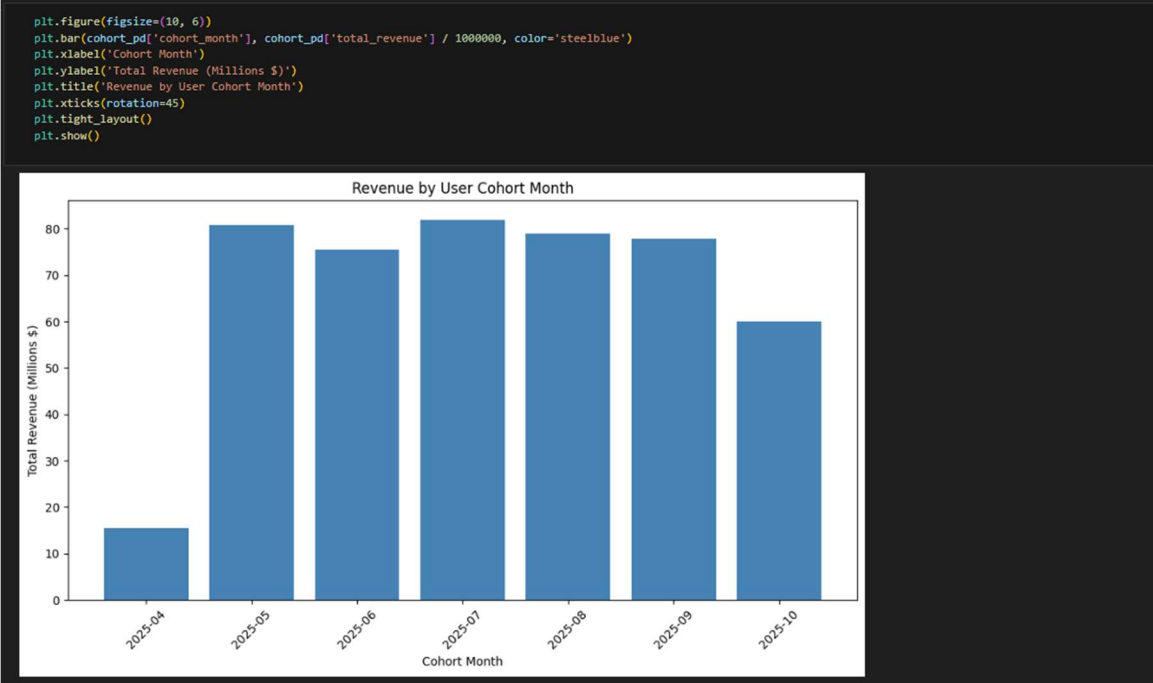 plt.figure(figsize=(10, 6))
plt.bar(cohort_pd['cohort_month'], cohort_pd['total_revenue'] / 1000000, color='steelblue')
plt.xlabel('Cohort Month')
plt.ylabel('Total Revenue (Millions $)')
plt.title('Revenue by User Cohort Month')
plt.xticks(rotation=45)
plt.tight_layout()
plt.show()
Revenue by User Cohort Month
Total Revenue (Millions $)
80
70
60
50
40
30
20
10
0
2025-04
2025-05
2025-06
2025-07
2025-08
2025-09
2025-10
Cohort Month